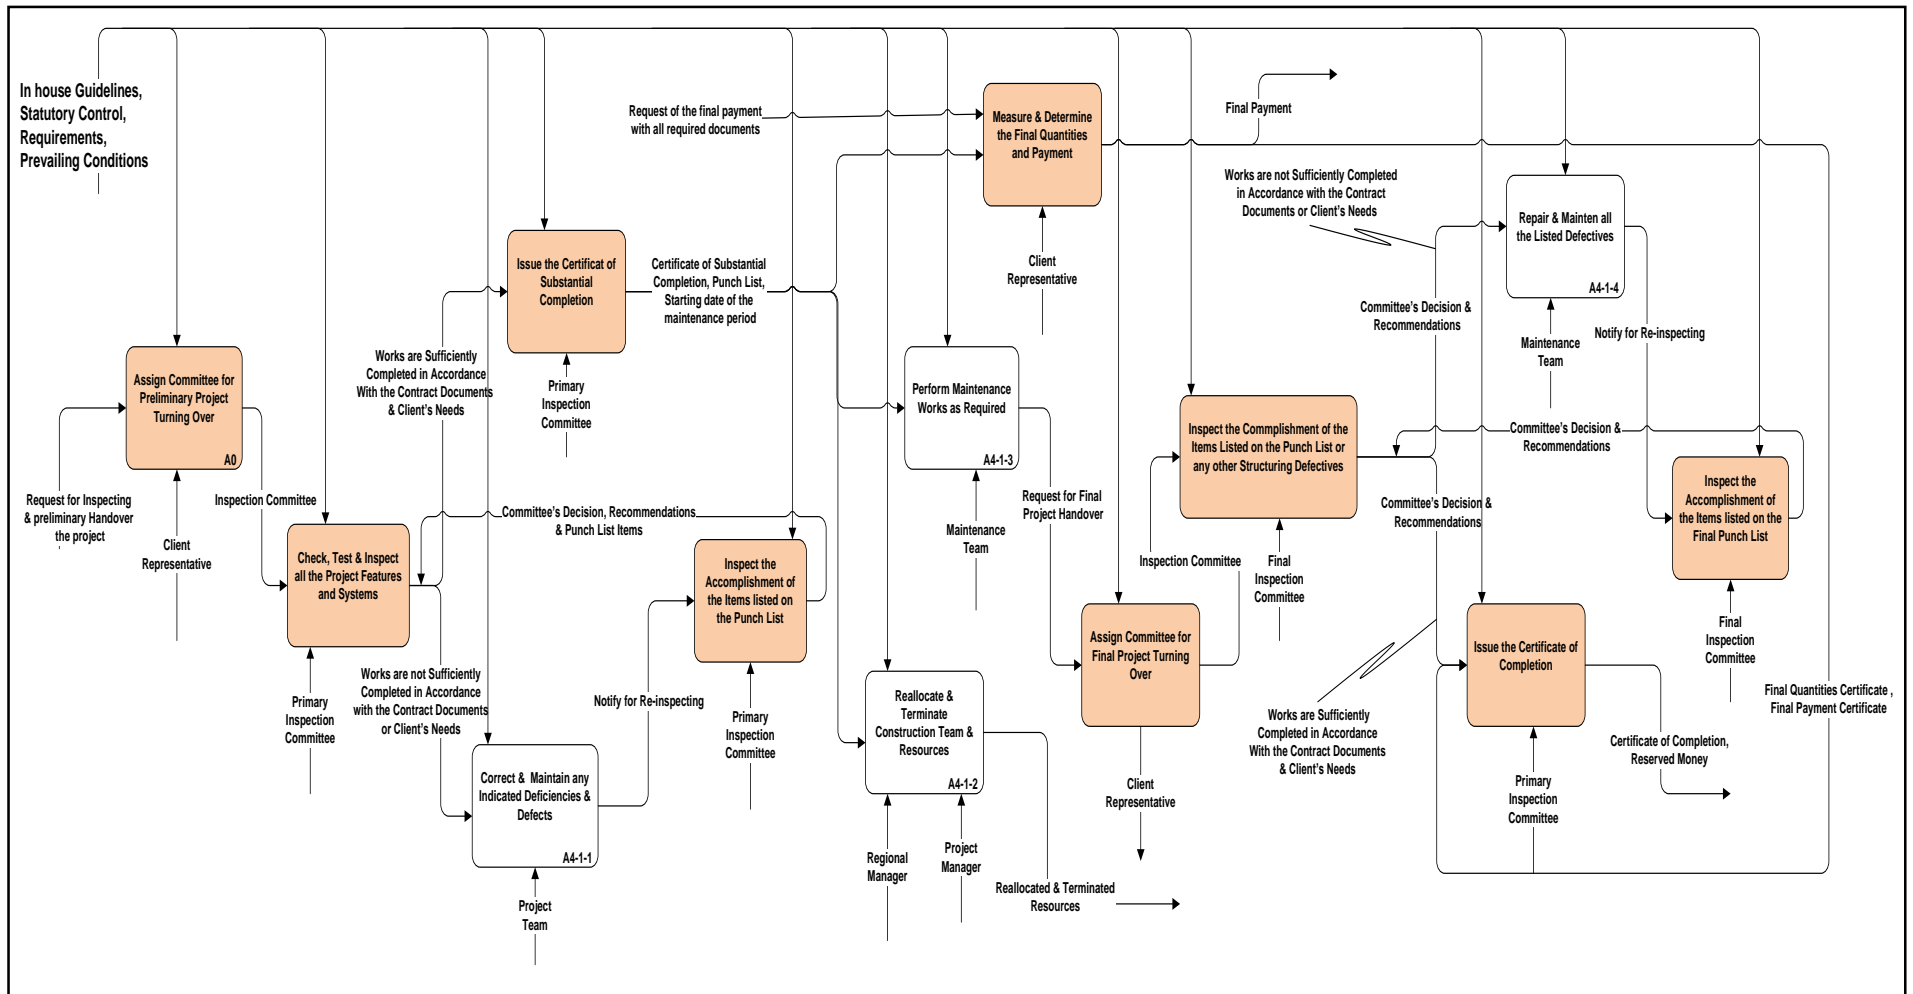 In house Guidelines,
Statutory Control,
Requirements,
Prevailing Conditions
Request of the final payment
with all required documents
Measure & Determine
the Final Quantities
and Payment
Final Payment
Client
Representative
Works are not Sufficiently Completed
in Accordance with the Contract
Documents or Client's Needs
Repair & Mainten all
the Listed Defectives
A4-1-4
Maintenance
Team
Notify for Re-inspecting
Issue the Certificat of
Substantial
Completion
Primary
Inspection
Committee
Certificate of Substantial
Completion, Punch List,
Starting date of the
maintenance period
Committee's Decision &
Recommendations
Assign Committee for
Preliminary Project
Turning Over
A0
Request for Inspecting
& preliminary Handover
the project
Client
Representative
Inspection Committee
Works are Sufficiently
Completed in Accordance
With the Contract Documents
& Client's Needs
Perform Maintenance
Works as Required
A4-1-3
Maintenance
Team
Request for Final
Project Handover
Inspect the Commplishment of the
Items Listed on the Punch List or
any other Structuring Defectives
Final
Inspection
Committee
Inspection Committee
Committee's Decision &
Recommendations
Committee's Decision &
Recommendations
Inspect the
Accomplishment of
the Items listed on the
Final Punch List
Final
Inspection
Committee
Check, Test & Inspect
all the Project Features
and Systems
Primary
Inspection
Committee
Committee's Decision, Recommendations
& Punch List Items
Inspect the
Accomplishment of
the Items listed on
the Punch List
Primary
Inspection
Committee
Works are not Sufficiently
Completed in Accordance
with the Contract Documents
or Client's Needs
Notify for Re-inspecting
Correct & Maintain any
Indicated Deficiencies &
Defects
A4-1-1
Project
Team
Reallocate &
Terminate
Construction Team &
Resources
A4-1-2
Regional
Manager
Project
Manager
Reallocated & Terminated
Resources
Assign Committee for
Final Project Turning
Over
Client
Representative
Works are Sufficiently
Completed in Accordance
With the Contract Documents
& Client's Needs
Issue the Certificate of
Completion
Primary
Inspection
Committee
Certificate of Completion,
Reserved Money
Final Quantities Certificate ,
Final Payment Certificate